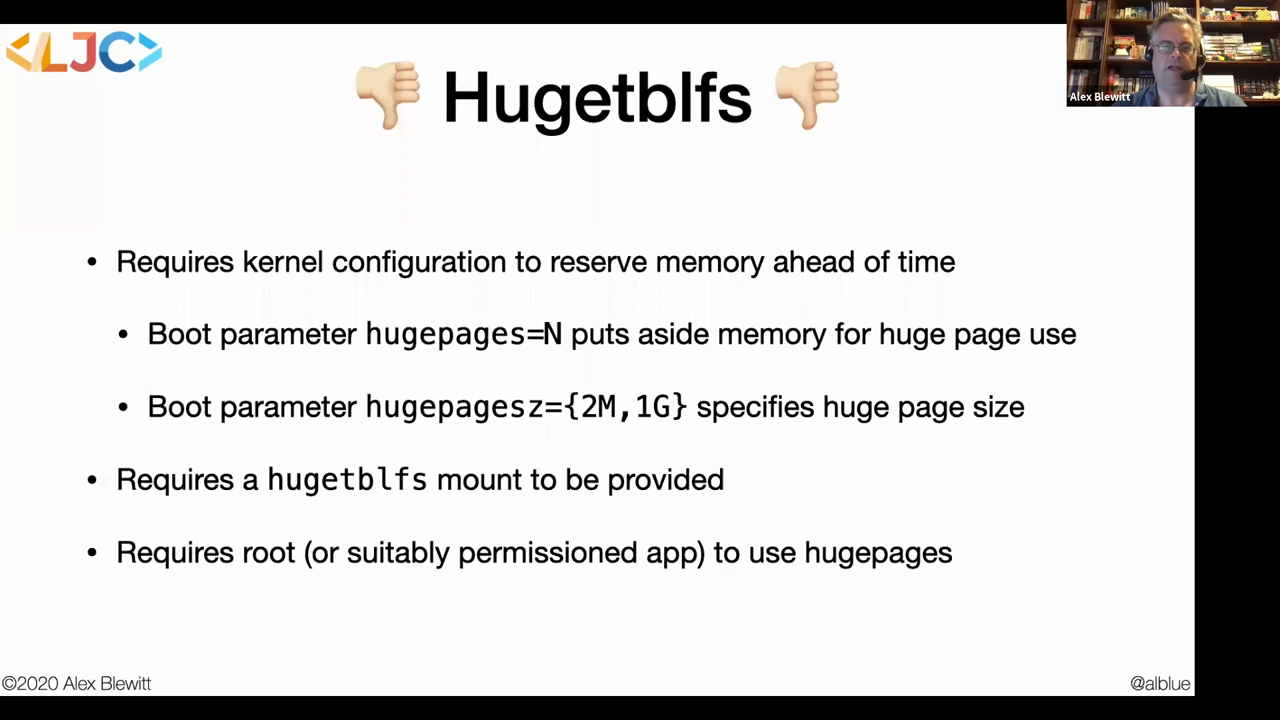 <LJC>
Alex Blewitt
Hugetblfs
• Requires kernel configuration to reserve memory ahead of time
• Boot parameter hugepages=N puts aside memory for huge page use
• Boot parameter hugepagesz={2M,1G} specifies huge page size
• Requires a hugetblfs mount to be provided
• Requires root (or suitably permissioned app) to use hugepages
©2020 Alex Blewitt
@alblue